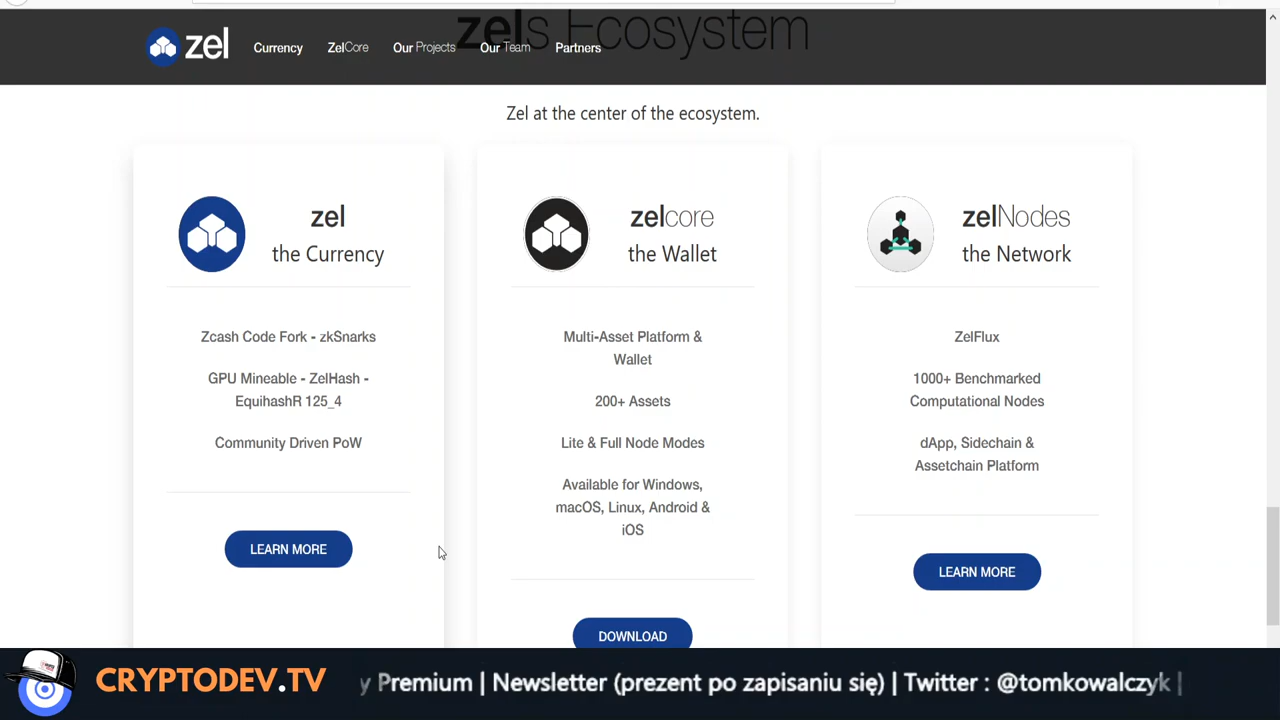 zels Ecosystem
zel
Currency
ZelCore
Our Projects
Our Team
Partners
Zel at the center of the ecosystem.
zel
the Currency
Zcash Code Fork - zkSnarks
GPU Mineable - ZelHash -
EquihashR 125_4
Community Driven PoW
LEARN MORE
zelcore
the Wallet
Multi-Asset Platform &
Wallet
200+ Assets
Lite & Full Node Modes
Available for Windows,
macOS, Linux, Android &
iOS
DOWNLOAD
zelNodes
the Network
ZelFlux
1000+ Benchmarked
Computational Nodes
dApp, Sidechain &
Assetchain Platform
LEARN MORE
CRYPTODEV.TV
y Premium | Newsletter (prezent po zapisaniu się) | Twitter : @tomkowalczyk |